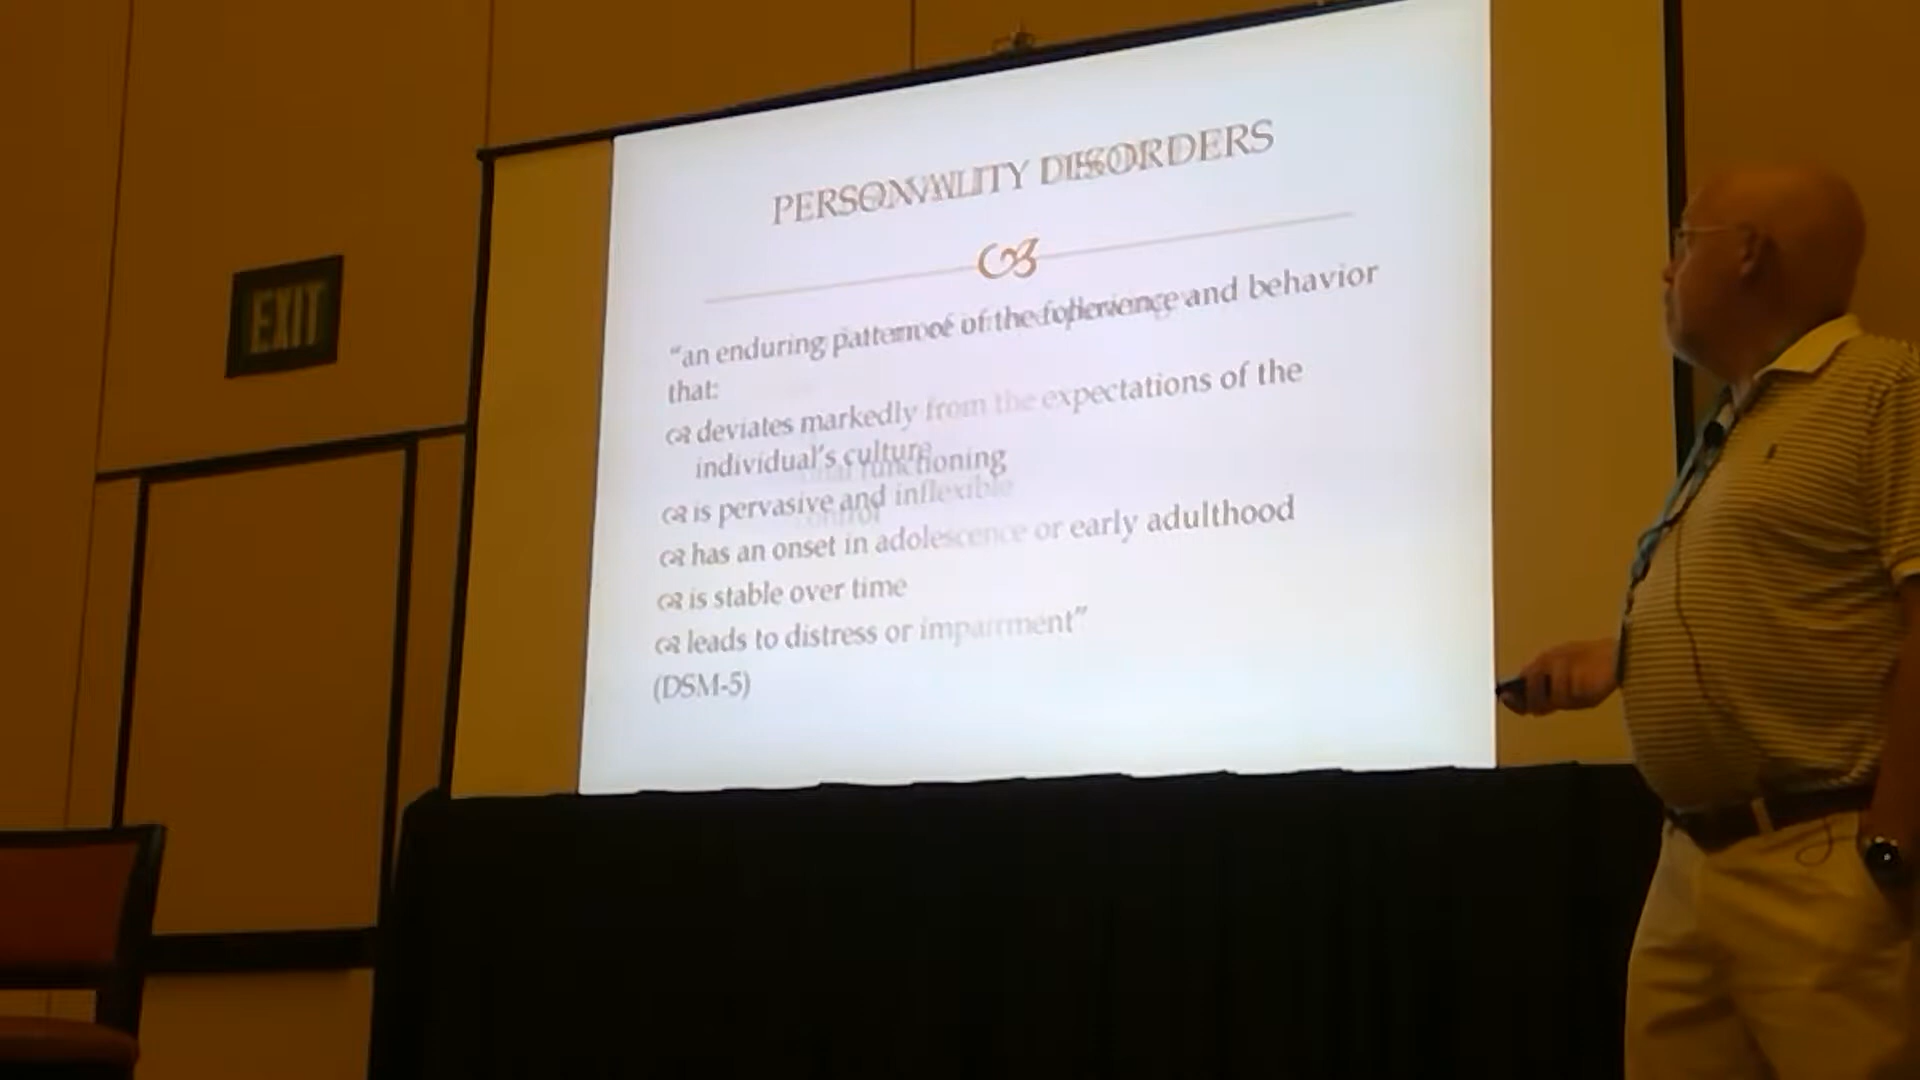 PERSONALITY DISORDERS
EXIT
"an enduring pattern of and behavior
that:
deviates markedly from the expectations of the
individual's culture
functioning
is pervasive and inflexible
control
has an onset in adolescence or early adulthood
is stable over time
leads to distress or impairment"
(DSM-5)